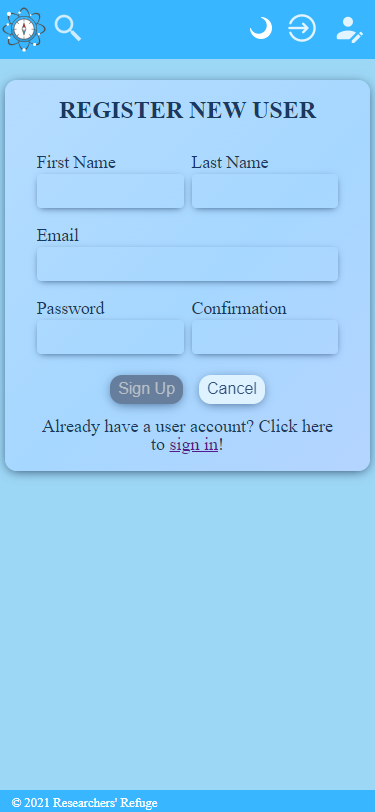 REGISTER NEW USER
First Name Last Name
Email
Password Confirmation
Sign Up Cancel
Already have a user account? Click here
to sign in!
© 2021 Researchers' Refuge